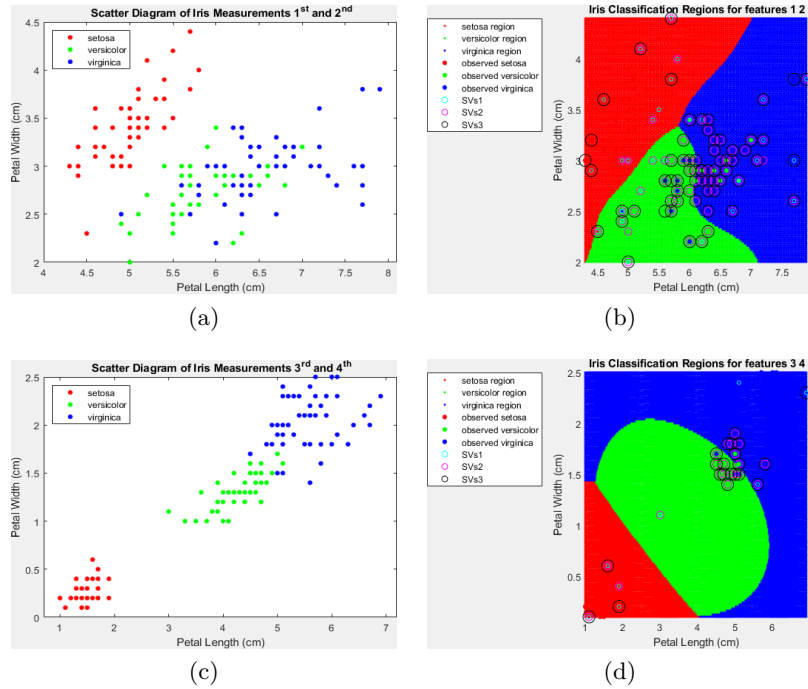 Scatter Diagram of Iris Measurements 1st and 2nd
setosa
versicolor
virginica
Petal Width (cm)
4.5
4
3.5
3
2.5
2
4 4.5 5 5.5 6 6.5 7 7.5 8
Petal Length (cm)
(a)
Iris Classification Regions for features 1 2
setosa region
versicolor region
virginica region
observed setosa
observed versicolor
observed virginica
SVs1
SVs2
SVs3
Petal Width (cm)
4
3.5
3
2.5
2
4.5 5 5.5 6 6.5 7 7.5
Petal Length (cm)
(b)
Scatter Diagram of Iris Measurements 3rd and 4th
setosa
versicolor
virginica
Petal Width (cm)
2.5
2
1.5
1
0.5
0
1 2 3 4 5 6 7
Petal Length (cm)
(c)
Iris Classification Regions for features 3 4
setosa region
versicolor region
virginica region
observed setosa
observed versicolor
observed virginica
SVs1
SVs2
SVs3
Petal Width (cm)
2.5
2
1.5
1
0.5
1 2 3 4 5 6
Petal Length (cm)
(d)